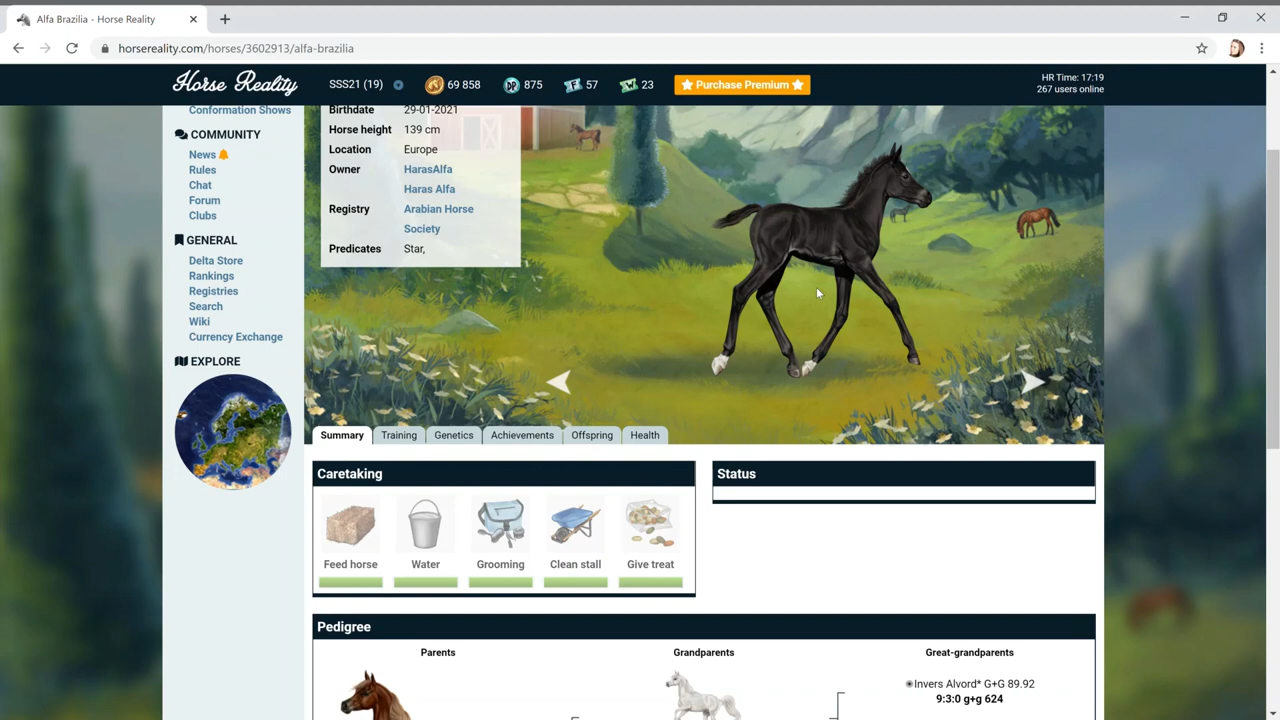 Alfa Brazilia - Horse Reality
horsereality.com/horses/3602913/alfa-brazilia
Horse Reality
SSS21 (19)
69 858
DP 875
57
23
Purchase Premium
HR Time: 17:19
267 users online
Conformation Shows
COMMUNITY
News
Rules
Chat
Forum
Clubs
GENERAL
Delta Store
Rankings
Registries
Search
Wiki
Currency Exchange
EXPLORE
Birthdate 29-01-2021
Horse height 139 cm
Location Europe
Owner HarasAlfa
Haras Alfa
Registry Arabian Horse
Society
Predicates Star,
Summary Training Genetics Achievements Offspring Health
Caretaking
Feed horse Water Grooming Clean stall Give treat
Status
Pedigree
Parents Grandparents Great-grandparents
Invers Alvord* G+G 89.92
9:3:0 g+g 624